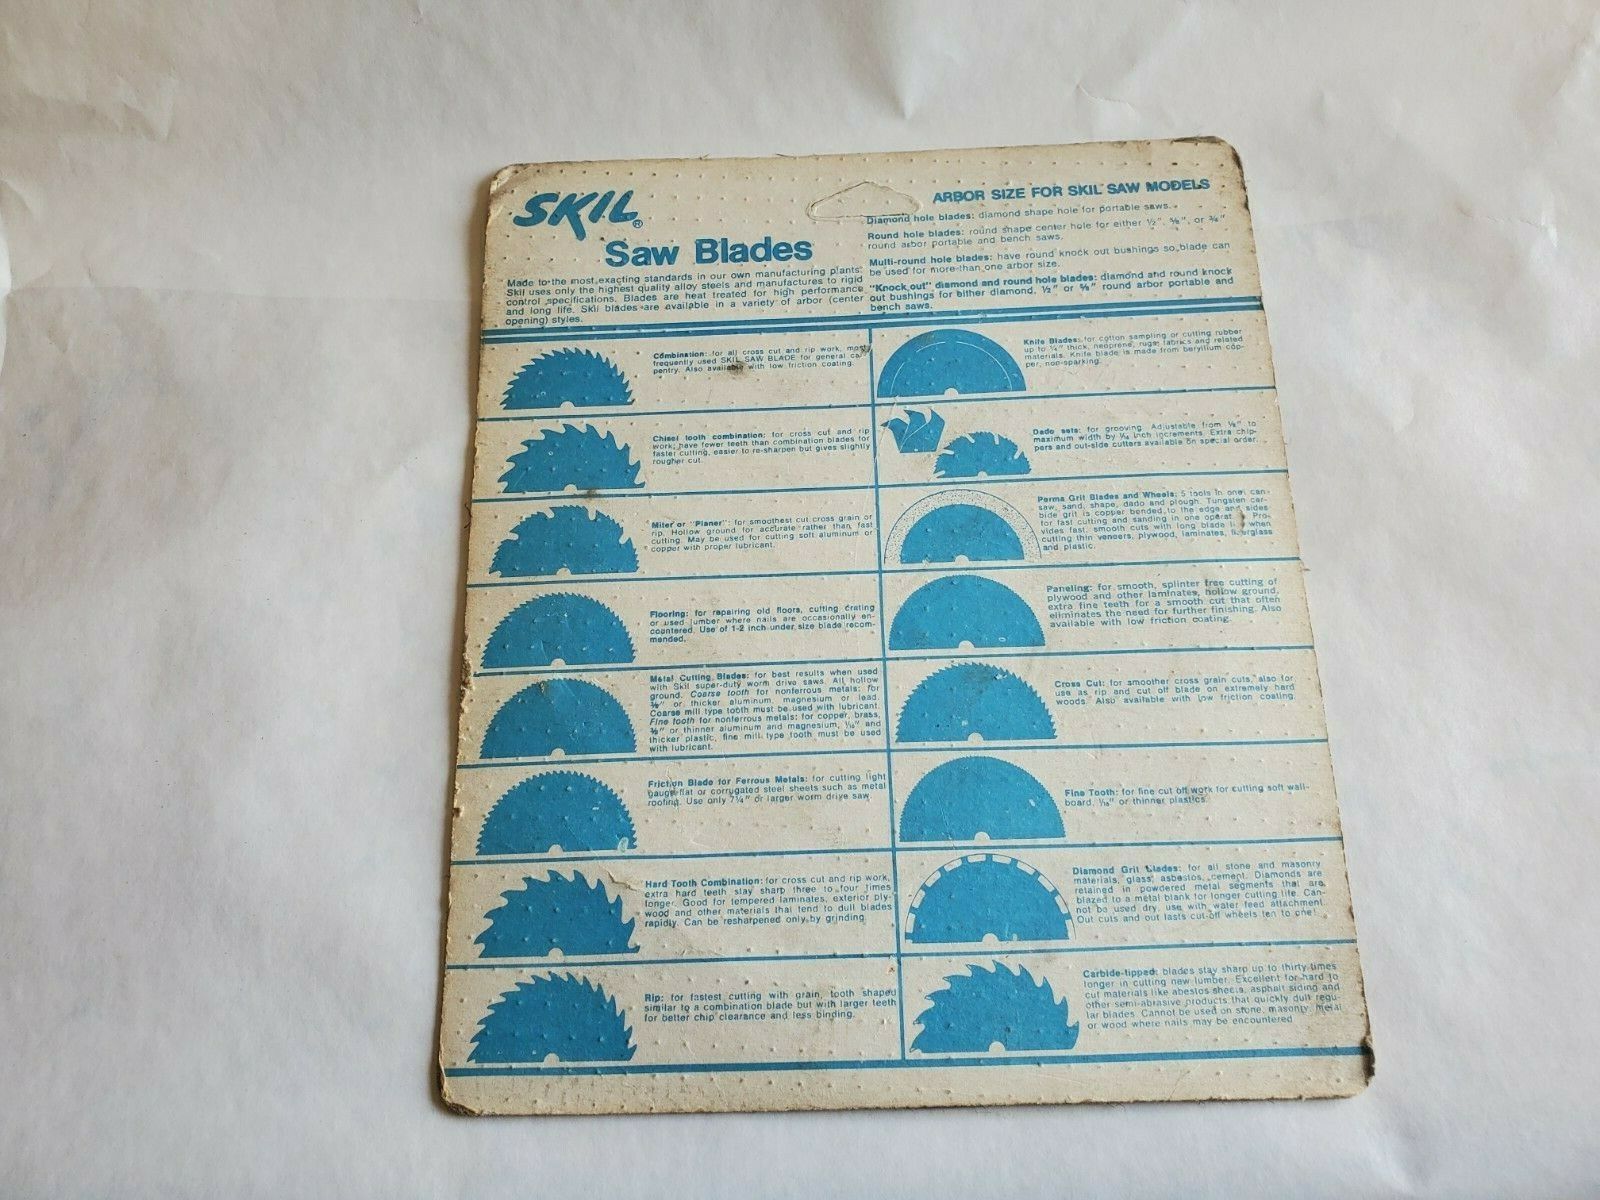 SKIL®
Saw Blades
Made to the most exacting standards in our own manufacturing plants.
Skil uses only the highest quality alloy steels and manufactures to rigid
control specifications. Blades are heat treated for high performance
and long life. Skil blades are available in a variety of arbor (center
opening) styles.
ARBOR SIZE FOR SKIL SAW MODELS
Diamond hole blades: diamond shape hole for portable saws.
Round hole blades: round shape center hole for either ½", ⅝", or ¾"
round arbor portable and bench saws.
Multi-round hole blades: have round knock out bushings so blade can
be used for more than one arbor size.
"Knock out" diamond and round hole blades: diamond and round knock
out bushings for either diamond, ½" or ⅝" round arbor portable and
bench saws.
Combination: for all cross cut and rip work, most
frequently used SKIL SAW BLADE for general car-
pentry. Also available with low friction coating.
Chisel tooth combination: for cross cut and rip
work; have fewer teeth than combination blades for
faster cutting, easier to re-sharpen but gives slightly
rougher cut.
Miter or "Planer": for smoothest cut cross grain or
rip. Hollow ground for accurate rather than fast
cutting. May be used for cutting soft aluminum or
copper with proper lubricant.
Flooring: for repairing old floors, cutting crating
or used lumber where nails are occasionally en-
countered. Use of 1-2 inch under size blade recom-
mended.
Metal Cutting Blades: for best results when used
with Skil super-duty worm drive saws. All hollow
ground. Coarse tooth for nonferrous metals: for
⅜" or thicker aluminum, magnesium or lead.
Coarse mill type tooth must be used with lubricant.
Fine tooth for nonferrous metals: for copper, brass,
⅜" or thinner aluminum and magnesium, 1/16" and
thicker plastic, fine mill type tooth must be used
with lubricant.
Friction Blade for Ferrous Metals: for cutting light
gauge flat or corrugated steel sheets such as metal
roofing. Use only 7¼" or larger worm drive saw.
Hard Tooth Combination: for cross cut and rip work,
extra hard teeth stay sharp three to four times
longer. Good for tempered laminates, exterior ply-
wood and other materials that tend to dull blades
rapidly. Can be resharpened only by grinding.
Rip: for fastest cutting with grain, tooth shaped
similar to a combination blade but with larger teeth
for better chip clearance and less binding.
Knife Blades: for cotton sampling or cutting rubber
up to ¼" thick, neoprene, rugs, fabrics and related
materials. Knife blade is made from beryllium cop-
per, non-sparking.
Dado sets: for grooving. Adjustable from ⅛" to
maximum width by 1/16 inch increments. Extra chip-
pers and out-side cutters available on special order.
Perma Grit Blades and Wheels: 5 tools in one; can-
saw, sand, shape, dado and plough. Tungsten car-
bide grit is copper bended to the edge and sides
for fast cutting and sanding in one operation. Pro-
vides fast, smooth cuts with long blade life when
cutting thin veneers, plywood, laminates, fiberglass
and plastic.
Paneling: for smooth, splinter free cutting of
plywood and other laminates, hollow ground,
extra fine teeth for a smooth cut that often
eliminates the need for further finishing. Also
available with low friction coating.
Cross Cut: for smoother cross grain cuts, also for
use as rip and cut off blade on extremely hard
woods. Also available with low friction coating.
Fine Tooth: for fine cut off work for cutting soft wall-
board, 1/16" or thinner plastics.
Diamond Grit Blades: for all stone and masonry
materials, glass, asbestos, cement. Diamonds are
retained in powdered metal segments that are
blazed to a metal blank for longer cutting life. Can-
not be used dry, use with water feed attachment.
Out cuts and out lasts cut-off wheels ten to one!
Carbide-tipped: blades stay sharp up to thirty times
longer in cutting new lumber. Excellent for hard to
cut materials like abestos sheets, asphalt siding and
other semi-abrasive products that quickly dull regu-
lar blades. Cannot be used on stone, masonry, metal
or wood where nails may be encountered